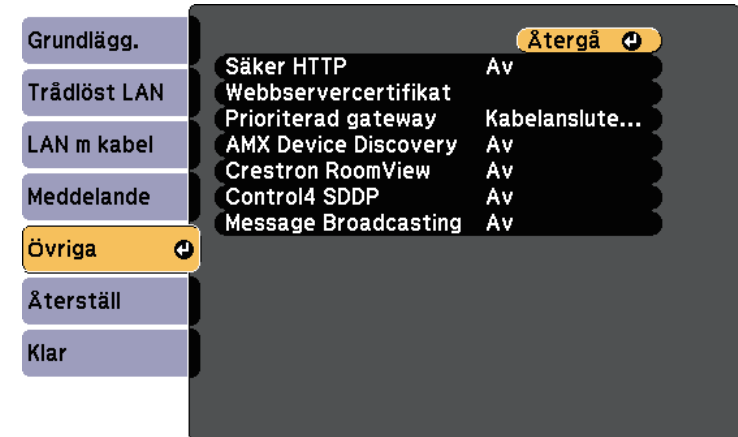 Grundlägg.
Trådlöst LAN
LAN m kabel
Meddelande
Övriga
Återställ
Klar
Återgå
Säker HTTP Av
Webbservercertifikat
Prioriterad gateway Kabelanslute...
AMX Device Discovery Av
Crestron RoomView Av
Control4 SDDP Av
Message Broadcasting Av